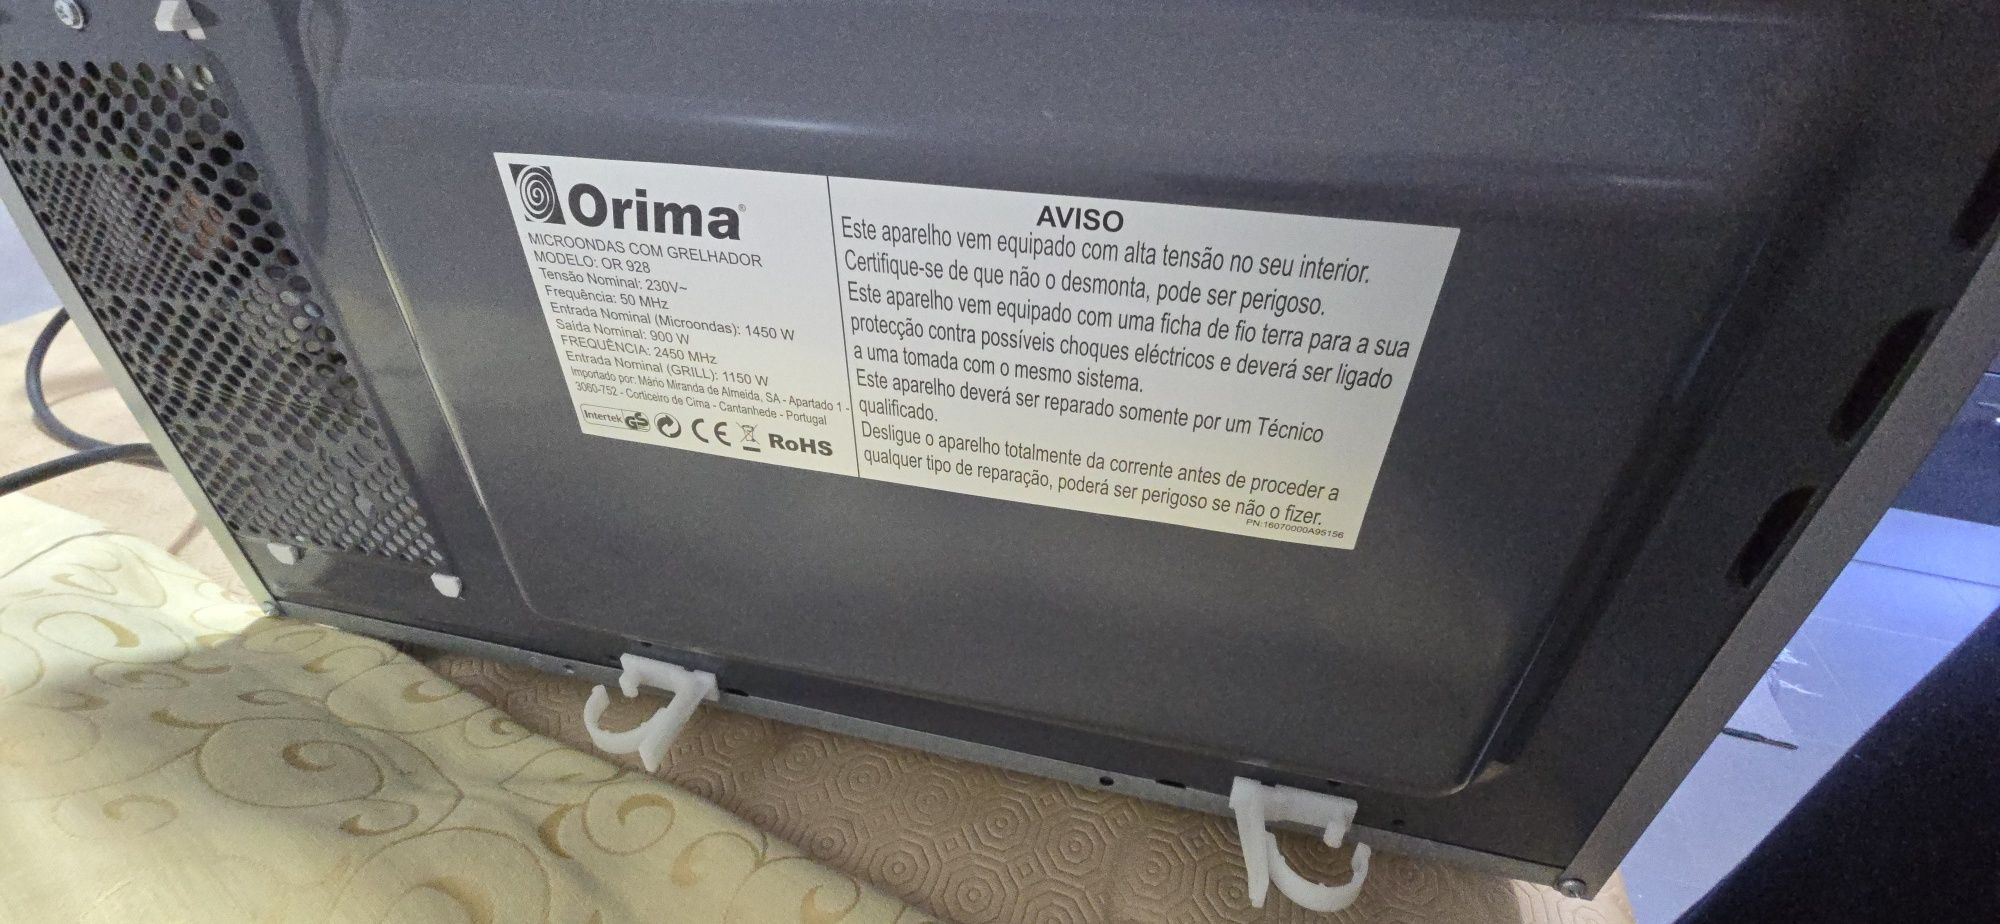 Orima®
MICROONDAS COM GRELHADOR
MODELO: OR 928
Tensão Nominal: 230V~
Frequência: 50 MHz
Entrada Nominal (Microondas): 1450 W
Saída Nominal: 900 W
FREQUÊNCIA: 2450 MHz
Entrada Nominal (GRILL): 1150 W
Importado por: Mário Miranda de Almeida, SA - Apartado 1 -
3060-752 - Corticeiro de Cima - Cantanhede - Portugal
Intertek GS CE RoHS
AVISO
Este aparelho vem equipado com alta tensão no seu interior.
Certifique-se de que não o desmonta, pode ser perigoso.
Este aparelho vem equipado com uma ficha de fio terra para a sua
protecção contra possíveis choques eléctricos e deverá ser ligado
a uma tomada com o mesmo sistema.
Este aparelho deverá ser reparado somente por um Técnico
qualificado.
Desligue o aparelho totalmente da corrente antes de proceder a
qualquer tipo de reparação, poderá ser perigoso se não o fizer.
PN:16070000A95156